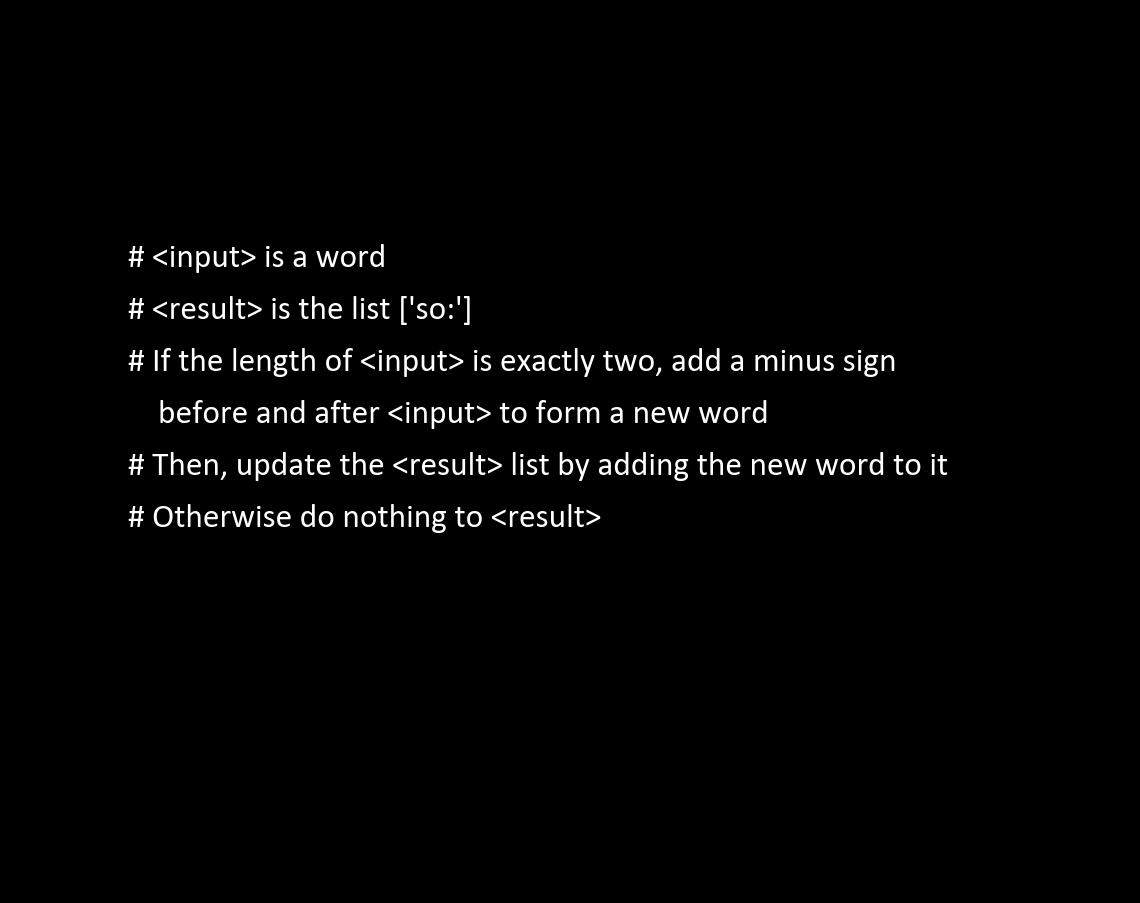 # <input> is a word
# <result> is the list ['so:']
# If the length of <input> is exactly two, add a minus sign
before and after <input> to form a new word
# Then, update the <result> list by adding the new word to it
# Otherwise do nothing to <result>